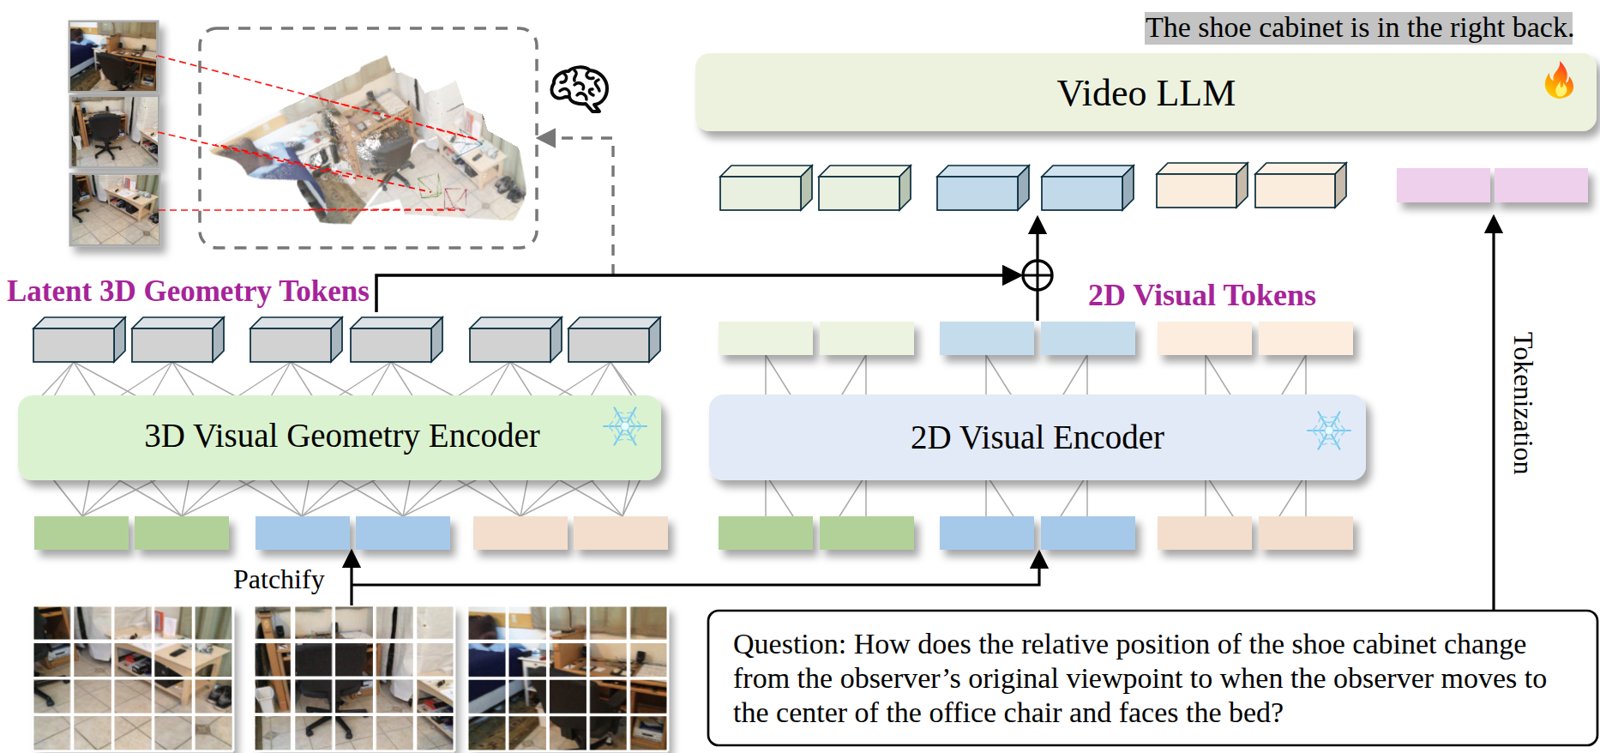 The shoe cabinet is in the right back.
Video LLM
Latent 3D Geometry Tokens
2D Visual Tokens
3D Visual Geometry Encoder
2D Visual Encoder
Tokenization
Patchify
Question: How does the relative position of the shoe cabinet change
from the observer’s original viewpoint to when the observer moves to
the center of the office chair and faces the bed?